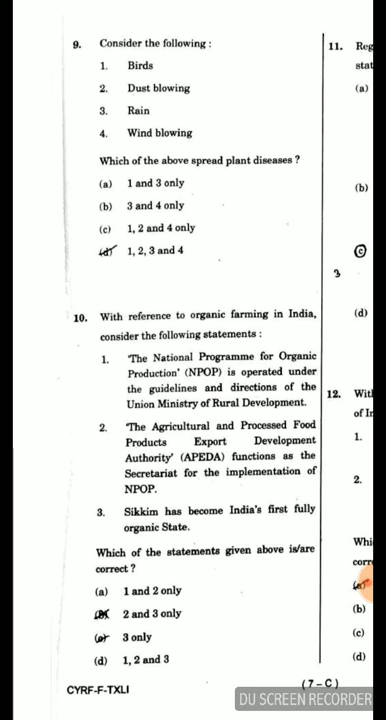 9. Consider the following :
1. Birds
2. Dust blowing
3. Rain
4. Wind blowing
Which of the above spread plant diseases ?
(a) 1 and 3 only
(b) 3 and 4 only
(c) 1, 2 and 4 only
(d) 1, 2, 3 and 4
10. With reference to organic farming in India,
consider the following statements :
1. 'The National Programme for Organic
Production' (NPOP) is operated under
the guidelines and directions of the
Union Ministry of Rural Development.
2. 'The Agricultural and Processed Food
Products Export Development
Authority' (APEDA) functions as the
Secretariat for the implementation of
NPOP.
3. Sikkim has become India's first fully
organic State.
Which of the statements given above is/are
correct ?
(a) 1 and 2 only
2 and 3 only
3 only
(d) 1, 2 and 3
CYRF-F-TXLI
(7 – C)
11. Reg
stat
(a)
(b)
(c)
3
(d)
12. Wit
of In
1.
2.
Whi
corr
(b)
(c)
(d)
DU SCREEN RECORDER